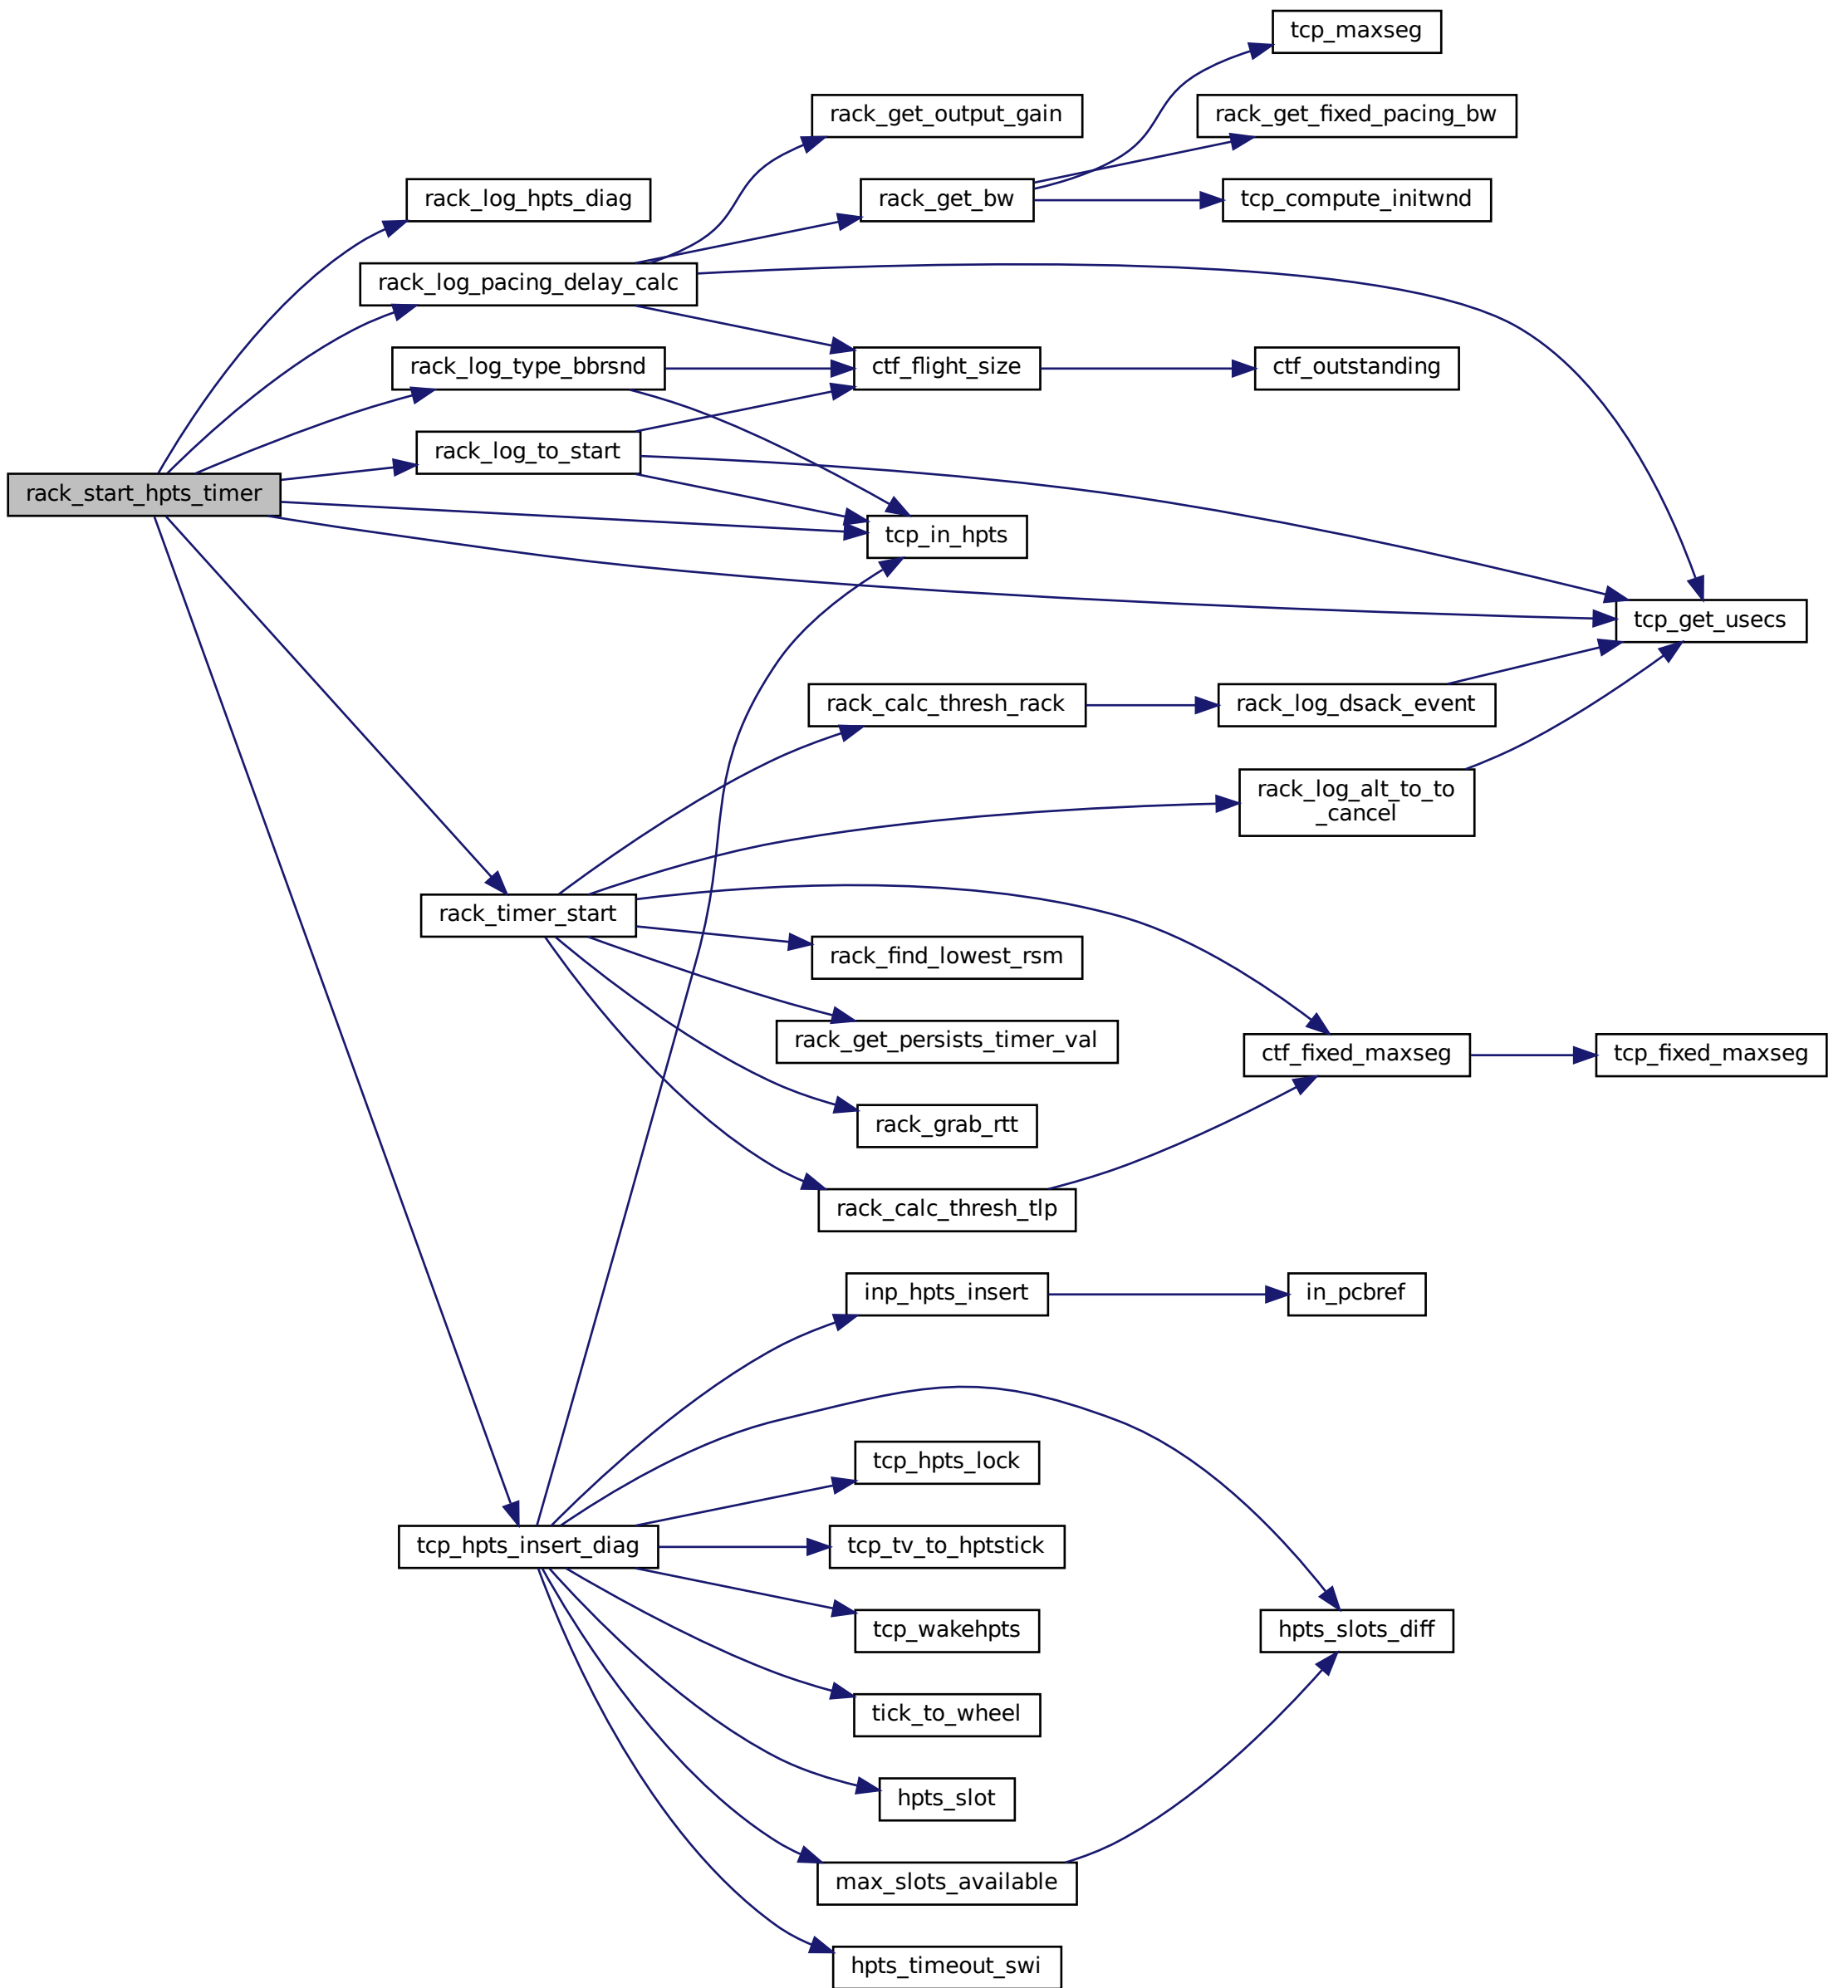 tcp_maxseg
rack_get_output_gain
rack_get_fixed_pacing_bw
rack_log_hpts_diag
rack_get_bw
tcp_compute_initwnd
rack_log_pacing_delay_calc
rack_log_type_bbrsnd
ctf_flight_size
ctf_outstanding
rack_log_to_start
rack_start_hpts_timer
tcp_in_hpts
tcp_get_usecs
rack_calc_thresh_rack
rack_log_dsack_event
rack_log_alt_to_to
_cancel
rack_timer_start
rack_find_lowest_rsm
rack_get_persists_timer_val
ctf_fixed_maxseg
tcp_fixed_maxseg
rack_grab_rtt
rack_calc_thresh_tlp
inp_hpts_insert
in_pcbref
tcp_hpts_lock
tcp_hpts_insert_diag
tcp_tv_to_hptstick
tcp_wakehpts
hpts_slots_diff
tick_to_wheel
hpts_slot
max_slots_available
hpts_timeout_swi